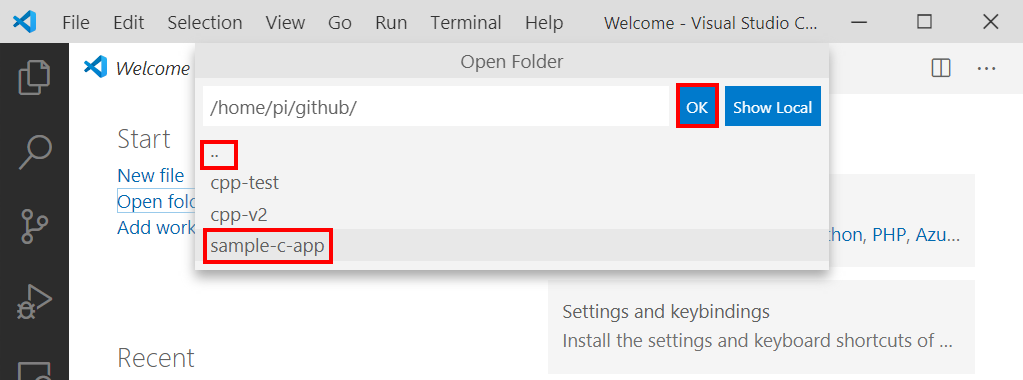 File Edit Selection View Go Run Terminal Help Welcome - Visual Studio C...
Open Folder
Welcome
/home/pi/github/ OK Show Local
..
cpp-test
cpp-v2
sample-c-app
Start
New file
Open fol
Add work
PHP, Azu...
Settings and keybindings
Install the settings and keyboard shortcuts of ...
Recent